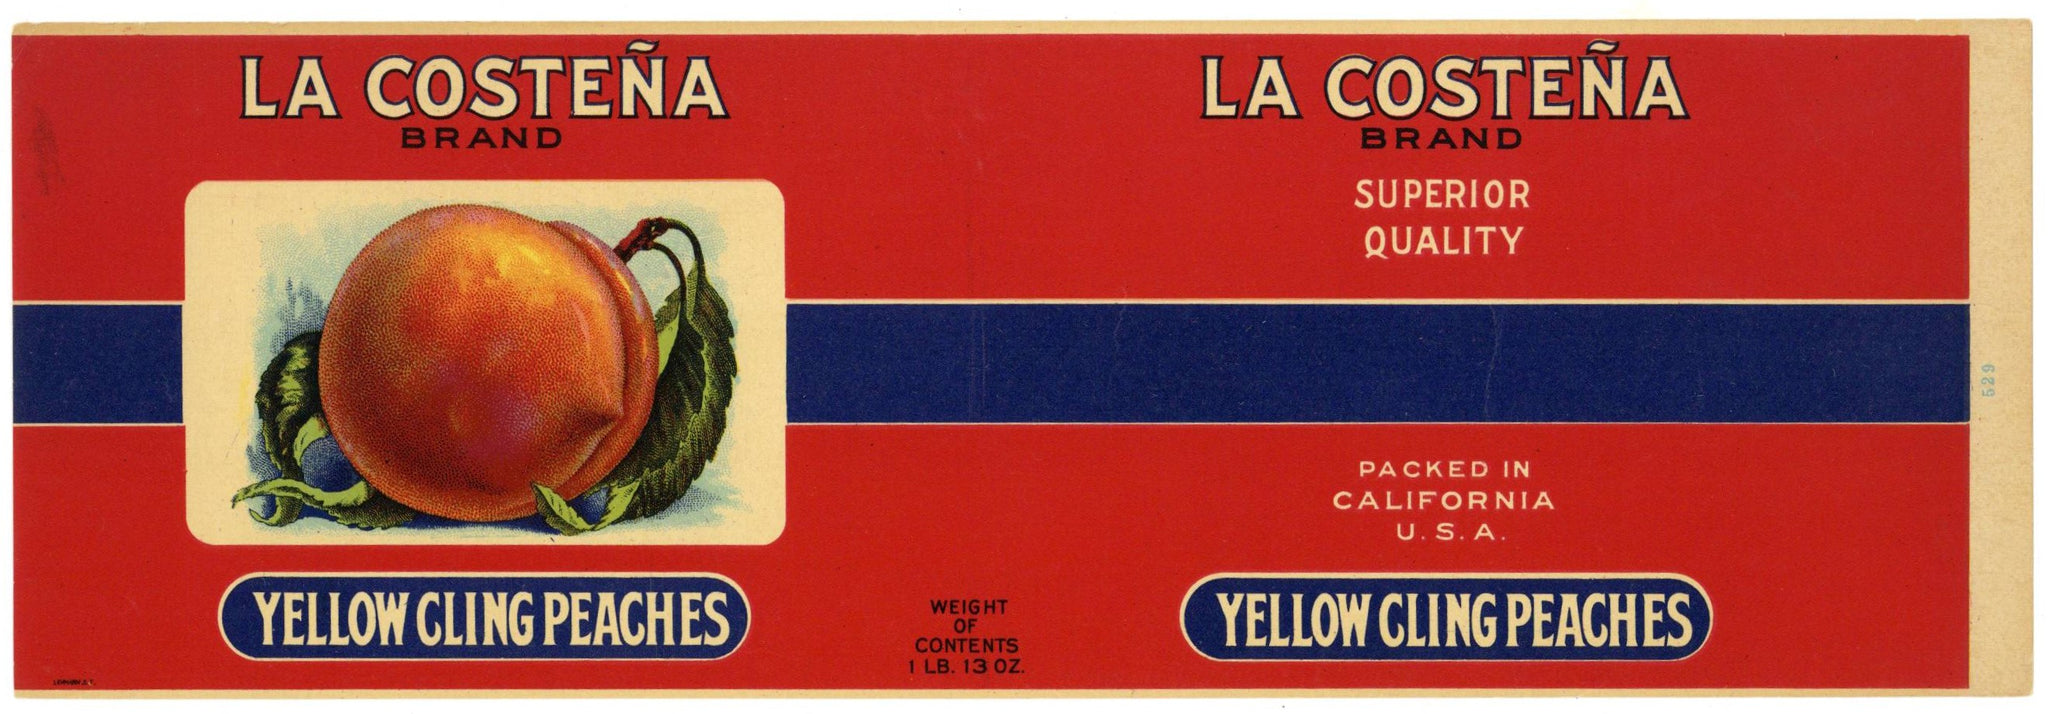 LA COSTEÑA
BRAND
YELLOW CLING PEACHES
WEIGHT
OF
CONTENTS
1 LB. 13 OZ.
LA COSTEÑA
BRAND
SUPERIOR
QUALITY
PACKED IN
CALIFORNIA
U. S. A.
YELLOW CLING PEACHES
529